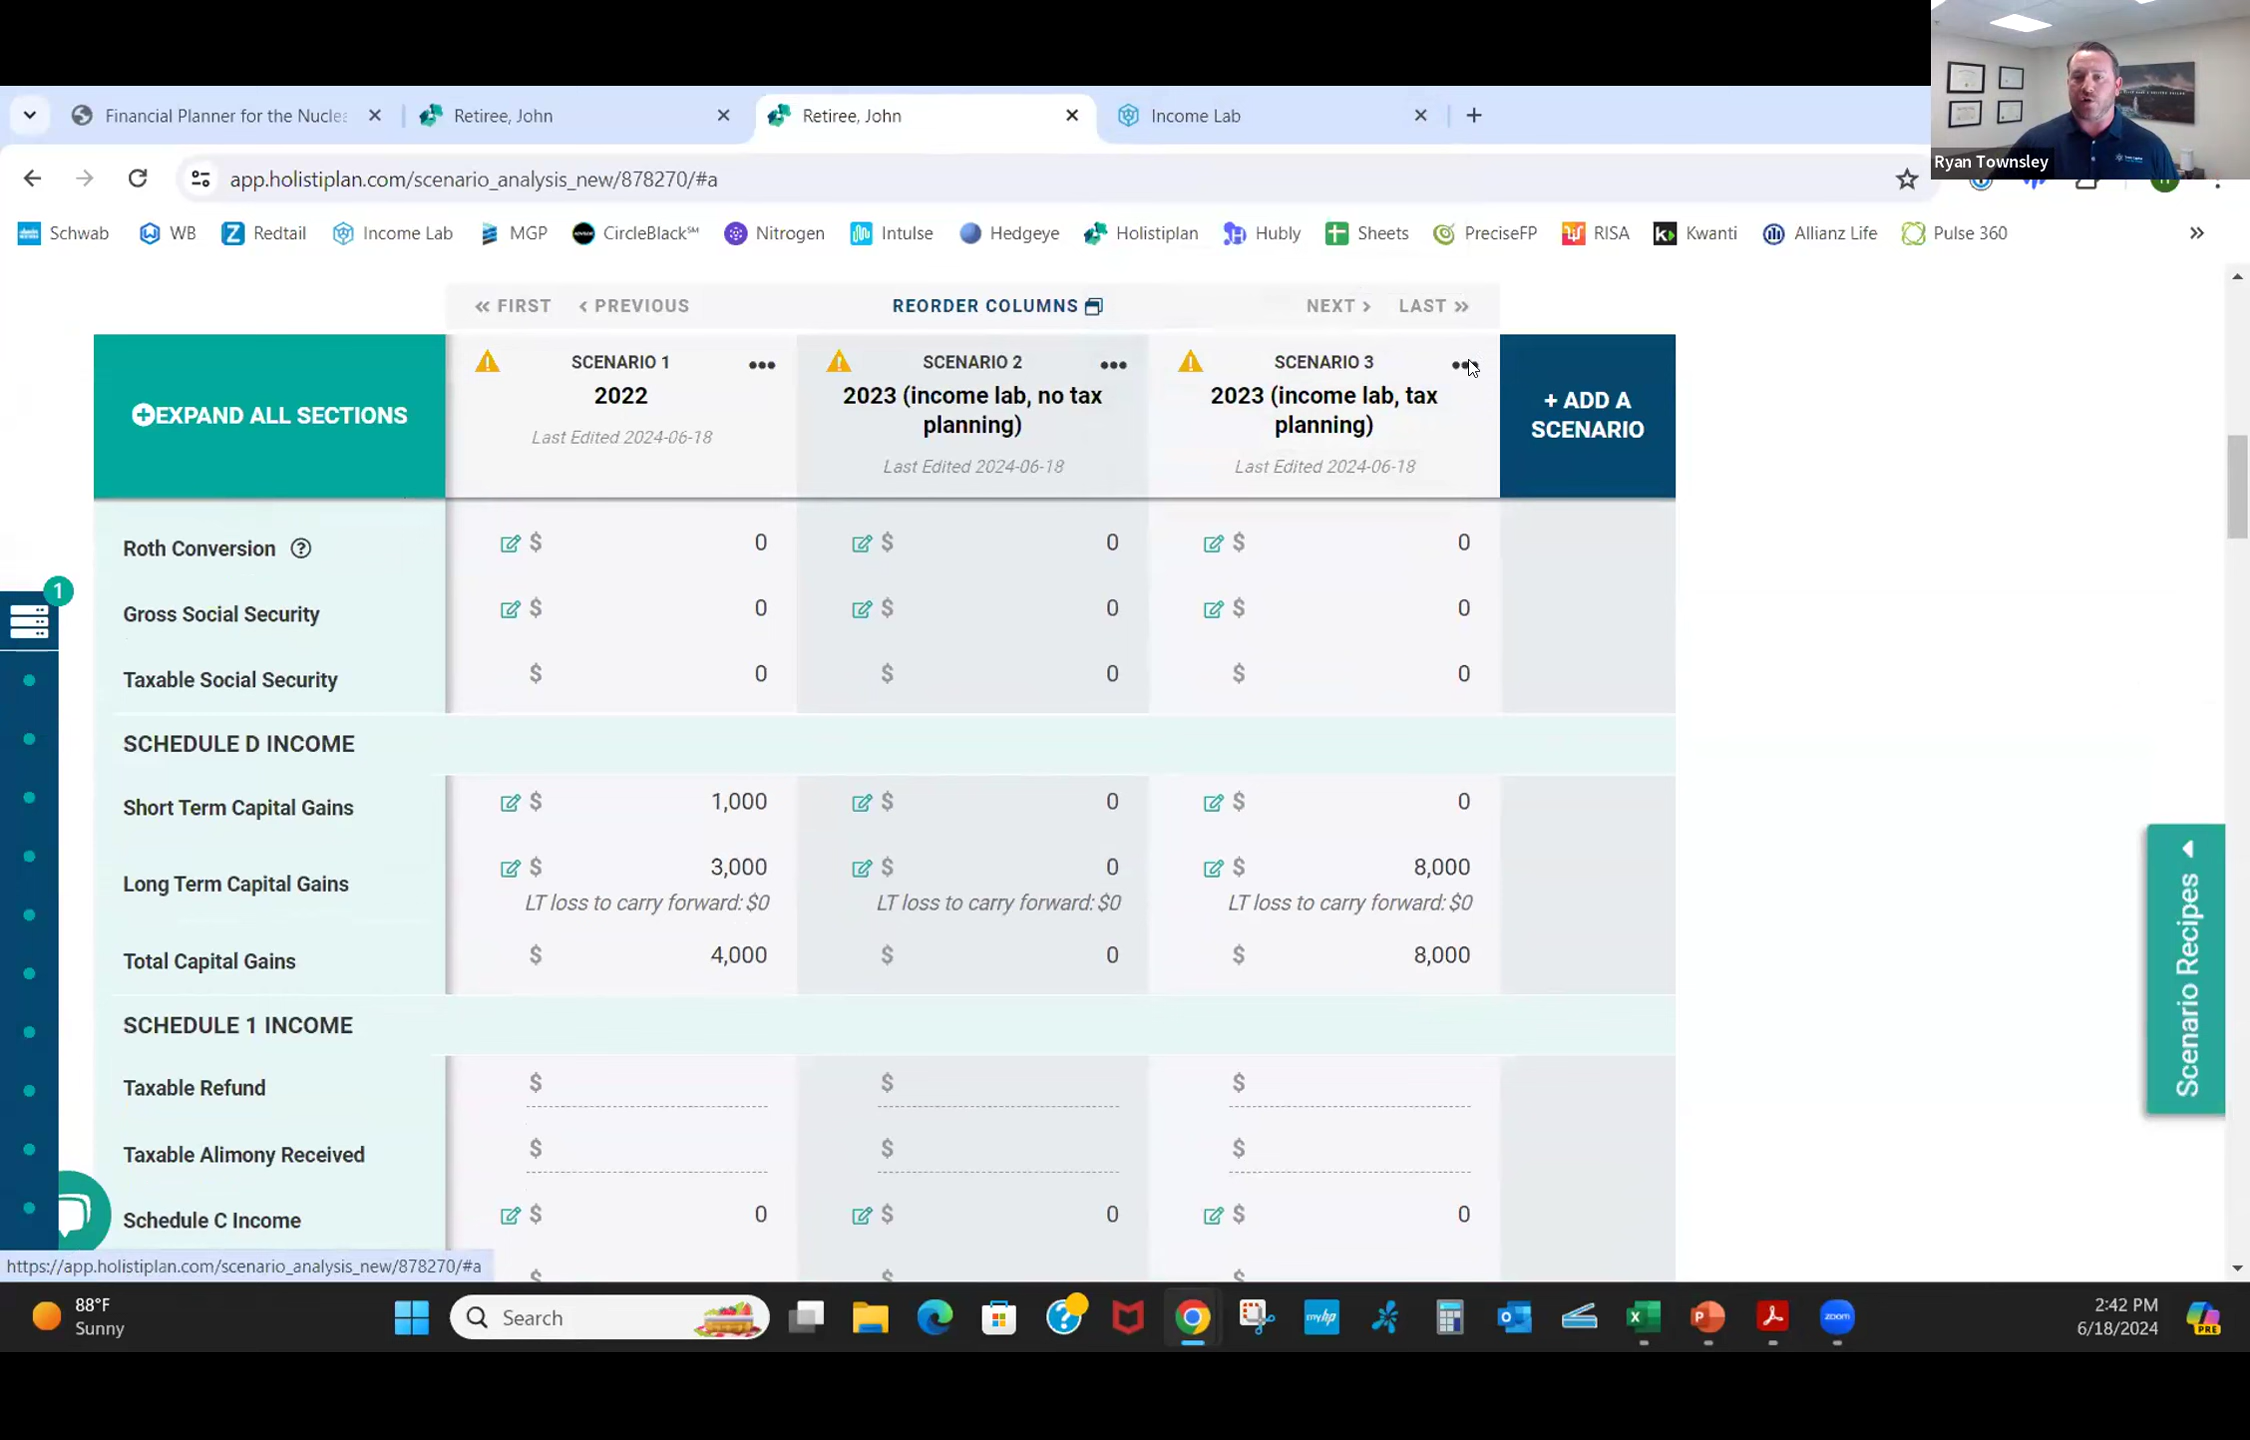 Ryan Townsley
Financial Planner for the Nuclea
Retiree, John
Retiree, John
Income Lab
app.holistiplan.com/scenario_analysis_new/878270/#a
Schwab
WB
Redtail
Income Lab
MGP
CircleBlack℠
Nitrogen
Intulse
Hedgeye
Holistiplan
Hubly
Sheets
PreciseFP
RISA
Kwanti
Allianz Life
Pulse 360
FIRST
PREVIOUS
REORDER COLUMNS
NEXT
LAST
EXPAND ALL SECTIONS
SCENARIO 1
2022
Last Edited 2024-06-18
SCENARIO 2
2023 (income lab, no tax
planning)
Last Edited 2024-06-18
SCENARIO 3
2023 (income lab, tax
planning)
Last Edited 2024-06-18
+ ADD A
SCENARIO
1
Roth Conversion $ 0 $ 0 $ 0
Gross Social Security $ 0 $ 0 $ 0
Taxable Social Security $ 0 $ 0 $ 0
SCHEDULE D INCOME
Short Term Capital Gains $ 1,000 $ 0 $ 0
Long Term Capital Gains $ 3,000 $ 0 $ 8,000
LT loss to carry forward: $0 LT loss to carry forward: $0 LT loss to carry forward: $0
Total Capital Gains $ 4,000 $ 0 $ 8,000
SCHEDULE 1 INCOME
Taxable Refund $ $ $
Taxable Alimony Received $ $ $
Schedule C Income $ 0 $ 0 $ 0
$ $ $
Scenario Recipes
https://app.holistiplan.com/scenario_analysis_new/878270/#a
88°F
Sunny
Search
zoom
2:42 PM
6/18/2024
PRE